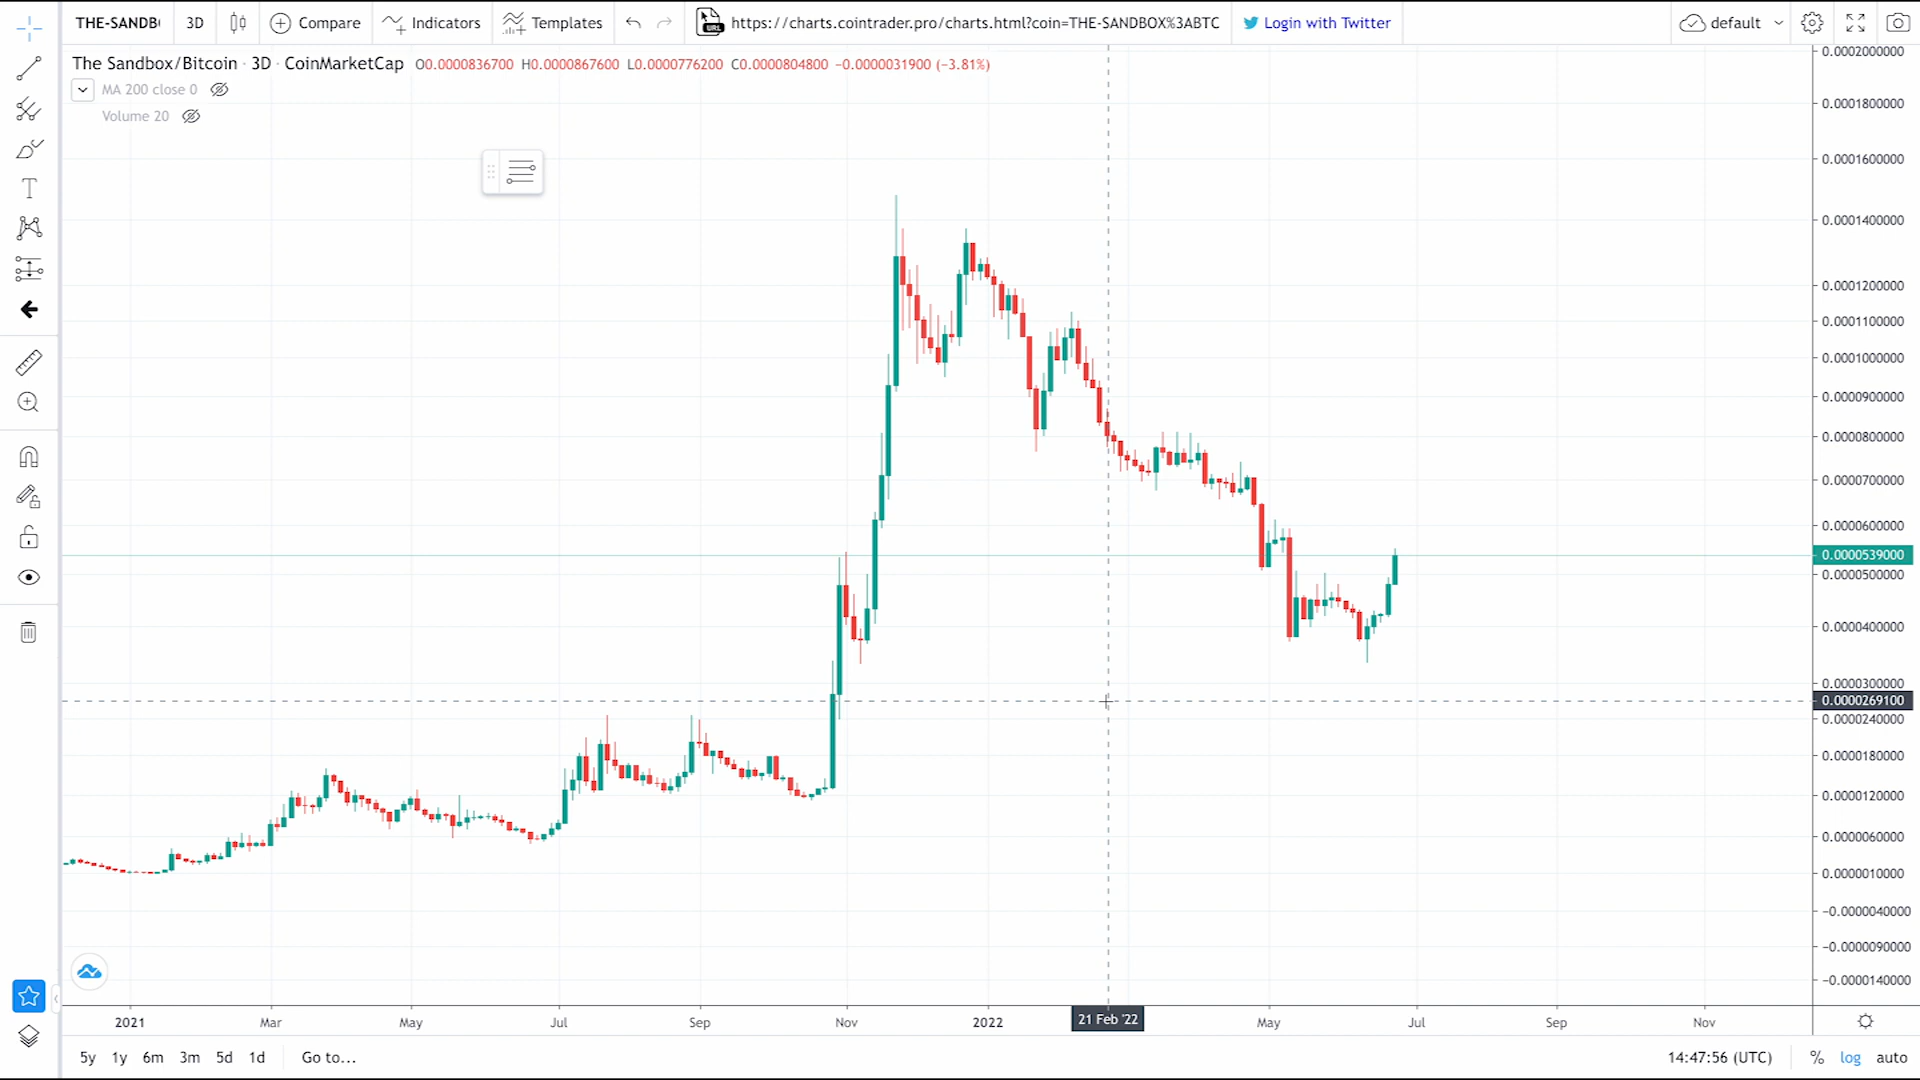 THE-SANDB
3D
Compare
Indicators
Templates
URL
https://charts.cointrader.pro/charts.html?coin=THE-SANDBOX%3ABTC
Login with Twitter
default
The Sandbox/Bitcoin · 3D · CoinMarketCap O0.0000836700 H0.0000867600 L0.0000776200 C0.0000804800 −0.0000031900 (−3.81%)
MA 200 close 0
Volume 20
0.0002000000
0.0001800000
0.0001600000
0.0001400000
0.0001200000
0.0001100000
0.0001000000
0.0000900000
0.0000800000
0.0000700000
0.0000600000
0.0000539000
0.0000500000
0.0000400000
0.0000300000
0.0000269100
0.0000240000
0.0000180000
0.0000120000
0.0000060000
0.0000010000
−0.0000040000
−0.0000090000
−0.0000140000
2021 Mar May Jul Sep Nov 2022 21 Feb '22 May Jul Sep Nov
5y 1y 6m 3m 5d 1d Go to... 14:47:56 (UTC) % log auto